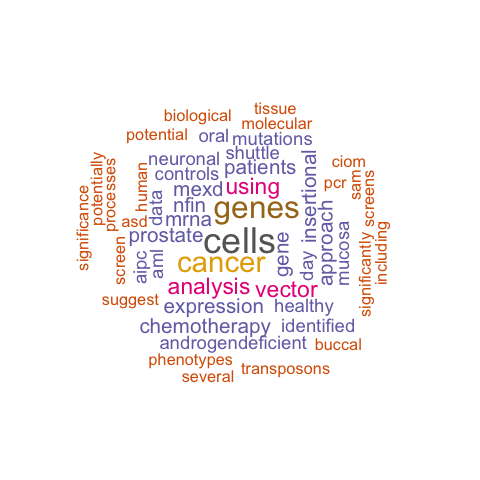 tissue
biological
molecular
potential
oral
mutations
shuttle
neuronal
patients
ciom
controls
using
pcr
sam
screens
mexd
human
potentially
processes
significance
data
nfin
genes
insertional
approach
mrna
asd
prostate
cells
gene
day
mucosa
significantly
including
screen
aipc
aml
cancer
analysis
vector
suggest
expression
healthy
chemotherapy
identified
androgendeficient
buccal
phenotypes
several
transposons